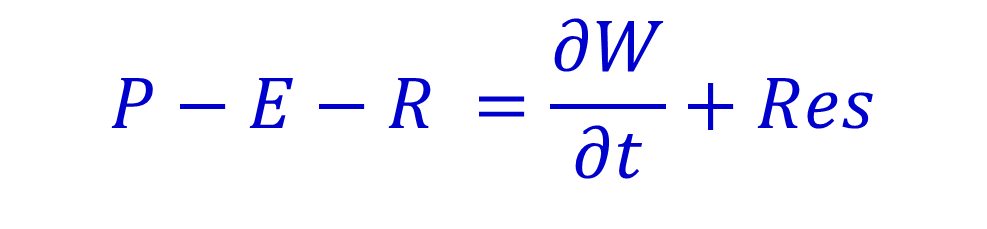 P − E − R = ∂W/∂t + Res